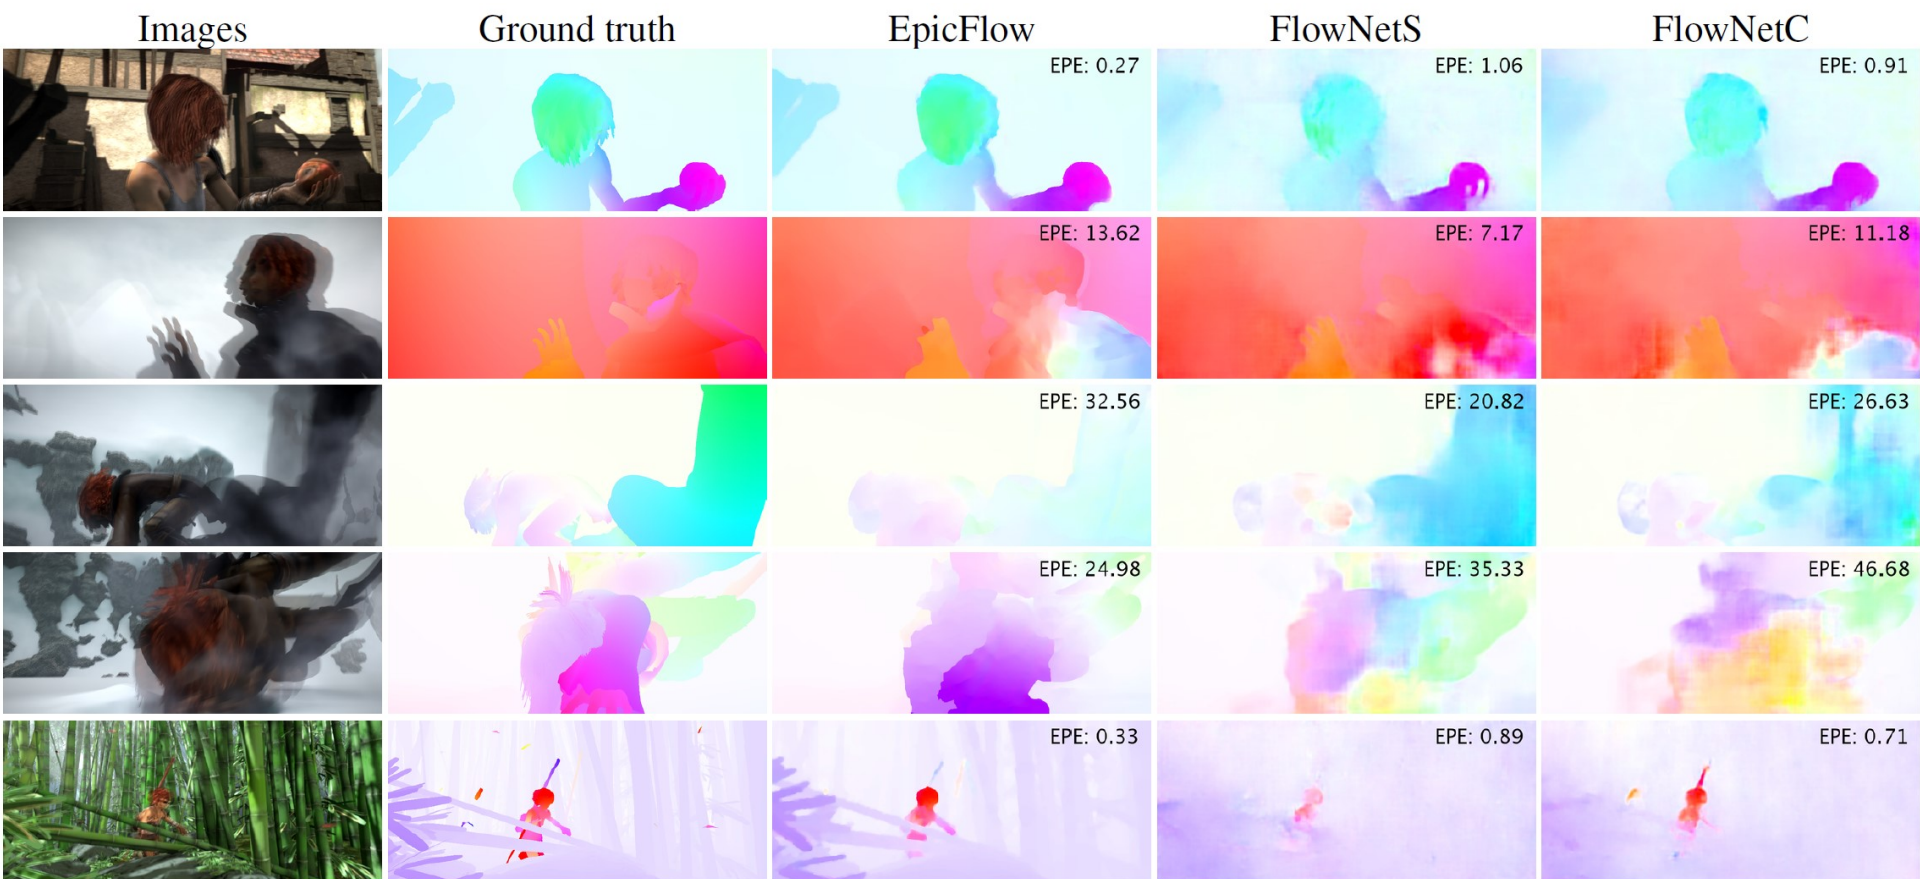 Images Ground truth EpicFlow FlowNetS FlowNetC
EPE: 0.27 EPE: 1.06 EPE: 0.91
EPE: 13.62 EPE: 7.17 EPE: 11.18
EPE: 32.56 EPE: 20.82 EPE: 26.63
EPE: 24.98 EPE: 35.33 EPE: 46.68
EPE: 0.33 EPE: 0.89 EPE: 0.71